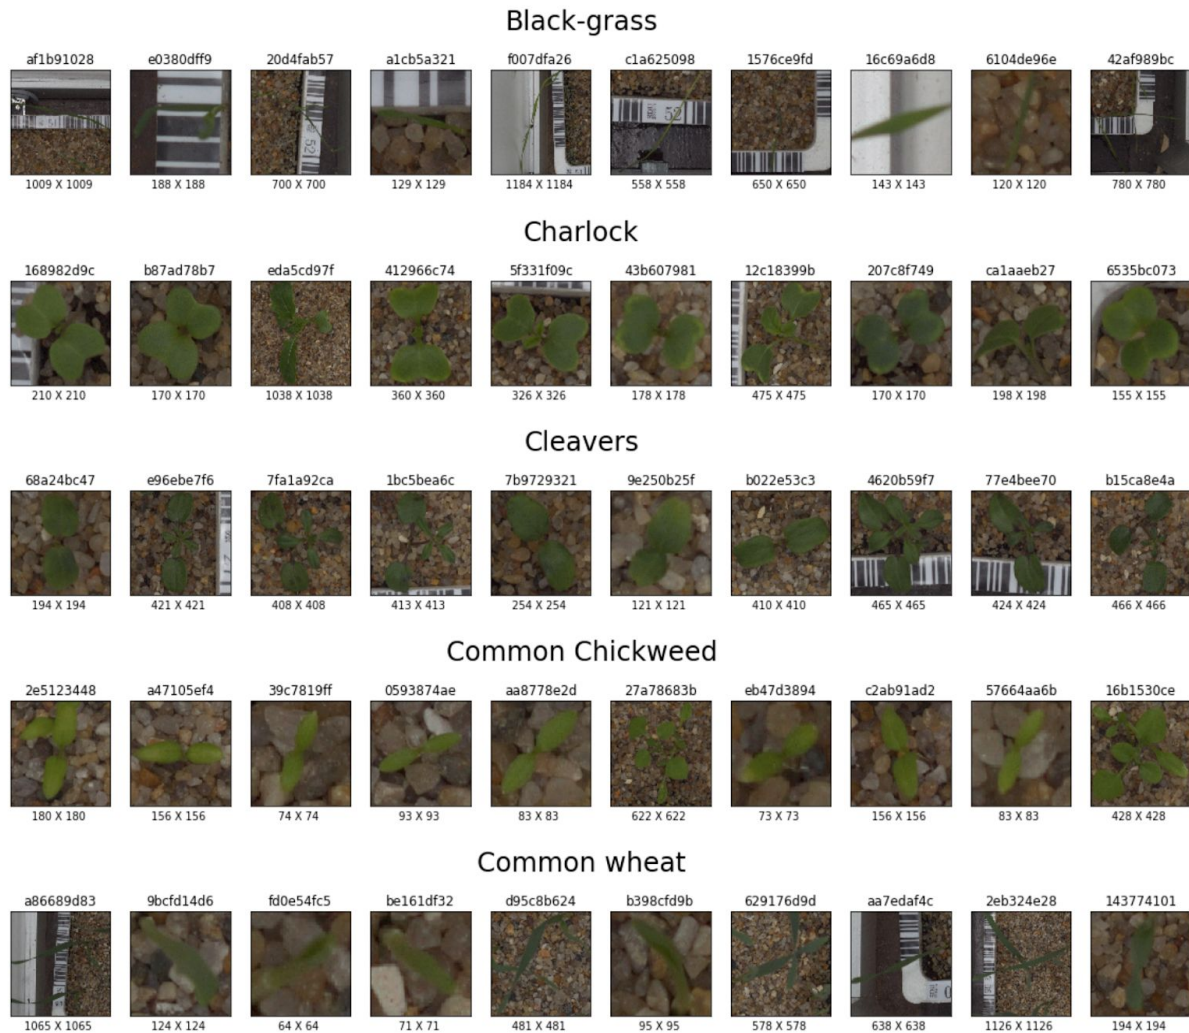 Black-grass
af1b91028 e0380dff9 20d4fab57 a1cb5a321 f007dfa26 c1a625098 1576ce9fd 16c69a6d8 6104de96e 42af989bc
1009 X 1009 188 X 188 700 X 700 129 X 129 1184 X 1184 558 X 558 650 X 650 143 X 143 120 X 120 780 X 780
Charlock
168982d9c b87ad78b7 eda5cd97f 412966c74 5f331f09c 43b607981 12c18399b 207c8f749 ca1aaeb27 6535bc073
210 X 210 170 X 170 1038 X 1038 360 X 360 326 X 326 178 X 178 475 X 475 170 X 170 198 X 198 155 X 155
Cleavers
68a24bc47 e96ebe7f6 7fa1a92ca 1bc5bea6c 7b9729321 9e250b25f b022e53c3 4620b59f7 77e4bee70 b15ca8e4a
194 X 194 421 X 421 408 X 408 413 X 413 254 X 254 121 X 121 410 X 410 465 X 465 424 X 424 466 X 466
Common Chickweed
2e5123448 a47105ef4 39c7819ff 0593874ae aa8778e2d 27a78683b eb47d3894 c2ab91ad2 57664aa6b 16b1530ce
180 X 180 156 X 156 74 X 74 93 X 93 83 X 83 622 X 622 73 X 73 156 X 156 83 X 83 428 X 428
Common wheat
a86689d83 9bcfd14d6 fd0e54fc5 be161df32 d95c8b624 b398cfd9b 629176d9d aa7edaf4c 2eb324e28 143774101
1065 X 1065 124 X 124 64 X 64 71 X 71 481 X 481 95 X 95 578 X 578 638 X 638 1126 X 1126 194 X 194